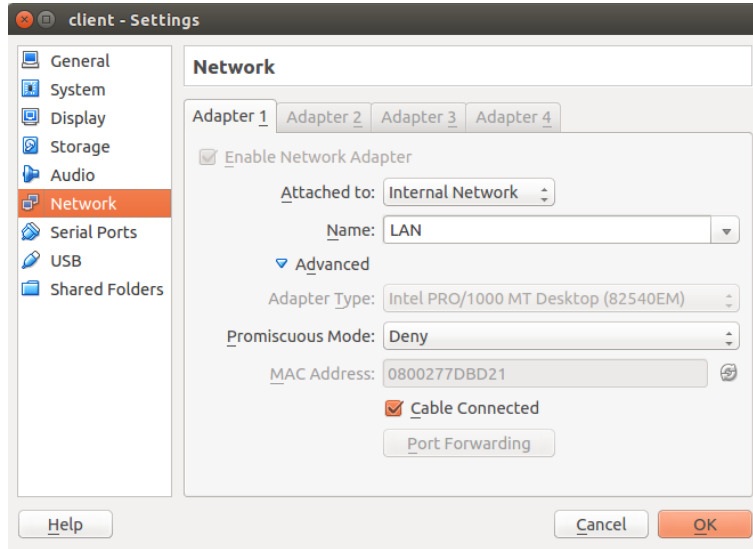 client - Settings
General
System
Display
Storage
Audio
Network
Serial Ports
USB
Shared Folders
Network
Adapter 1 Adapter 2 Adapter 3 Adapter 4
Enable Network Adapter
Attached to: Internal Network
Name: LAN
Advanced
Adapter Type: Intel PRO/1000 MT Desktop (82540EM)
Promiscuous Mode: Deny
MAC Address: 0800277DBD21
Cable Connected
Port Forwarding
Help Cancel OK